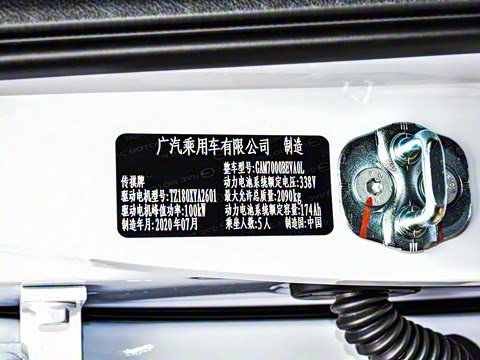 广汽乘用车有限公司 制造
整车型号:GAM7000BEVA0L
传祺牌 动力电池系统额定电压:338V
驱动电机型号:TZ180XYA2601 最大允许总质量:2090kg
驱动电机峰值功率:100kW 动力电池系统额定容量:174Ah
制造年月:2020年07月 乘坐人数:5人 制造国:中国